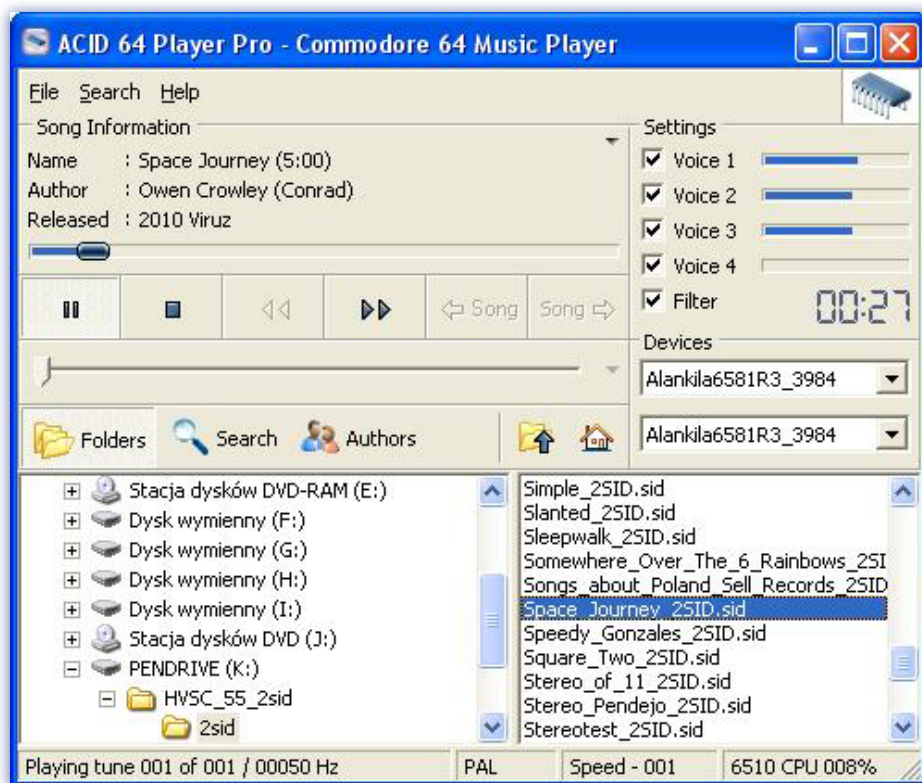 ACID 64 Player Pro - Commodore 64 Music Player
File Search Help
Song Information
Name : Space Journey (5:00)
Author : Owen Crowley (Conrad)
Released : 2010 Viruz
Settings
Voice 1
Voice 2
Voice 3
Voice 4
Filter
00:27
Song
Song
Devices
Alankila6581R3_3984
Alankila6581R3_3984
Folders
Search
Authors
Stacja dysków DVD-RAM (E:)
Dysk wymienny (F:)
Dysk wymienny (G:)
Dysk wymienny (H:)
Dysk wymienny (I:)
Stacja dysków DVD (J:)
PENDRIVE (K:)
HVSC_55_2sid
2sid
Simple_2SID.sid
Slanted_2SID.sid
Sleepwalk_2SID.sid
Somewhere_Over_The_6_Rainbows_2SI
Songs_about_Poland_Sell_Records_2SID
Space_Journey_2SID.sid
Speedy_Gonzales_2SID.sid
Square_Two_2SID.sid
Stereo_of_11_2SID.sid
Stereo_Pendejo_2SID.sid
Stereotest_2SID.sid
Playing tune 001 of 001 / 00050 Hz
PAL
Speed - 001
6510 CPU 008%